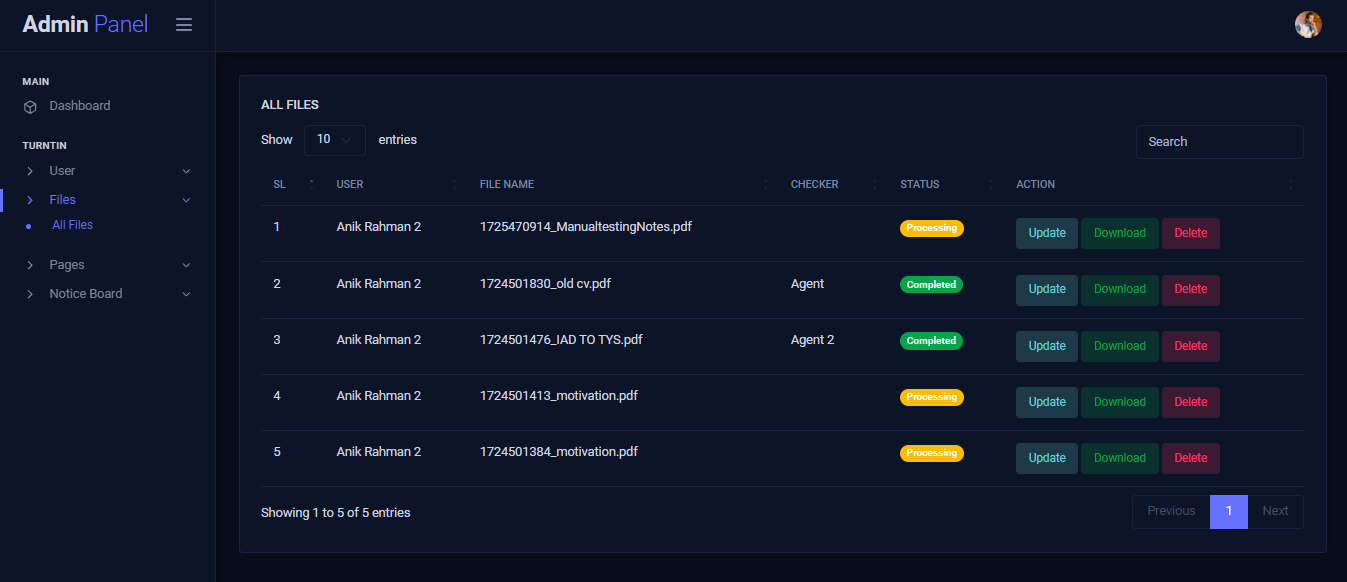 Admin Panel
MAIN
Dashboard
TURNTIN
User
Files
All Files
Pages
Notice Board
ALL FILES
Show 10 entries
Search
SL USER FILE NAME CHECKER STATUS ACTION
1 Anik Rahman 2 1725470914_ManualtestingNotes.pdf Processing Update Download Delete
2 Anik Rahman 2 1724501830_old cv.pdf Agent Completed Update Download Delete
3 Anik Rahman 2 1724501476_IAD TO TYS.pdf Agent 2 Completed Update Download Delete
4 Anik Rahman 2 1724501413_motivation.pdf Processing Update Download Delete
5 Anik Rahman 2 1724501384_motivation.pdf Processing Update Download Delete
Showing 1 to 5 of 5 entries
Previous 1 Next